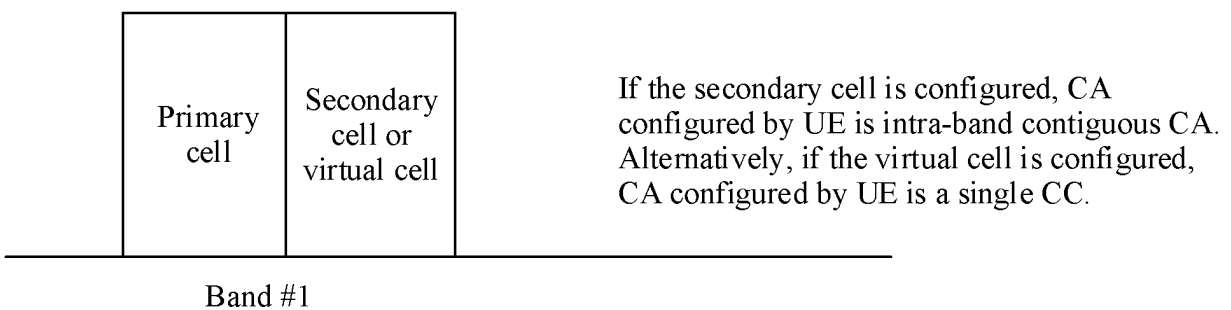 Primary
cell
Secondary
cell or
virtual cell
If the secondary cell is configured, CA
configured by UE is intra-band contiguous CA.
Alternatively, if the virtual cell is configured,
CA configured by UE is a single CC.
Band #1